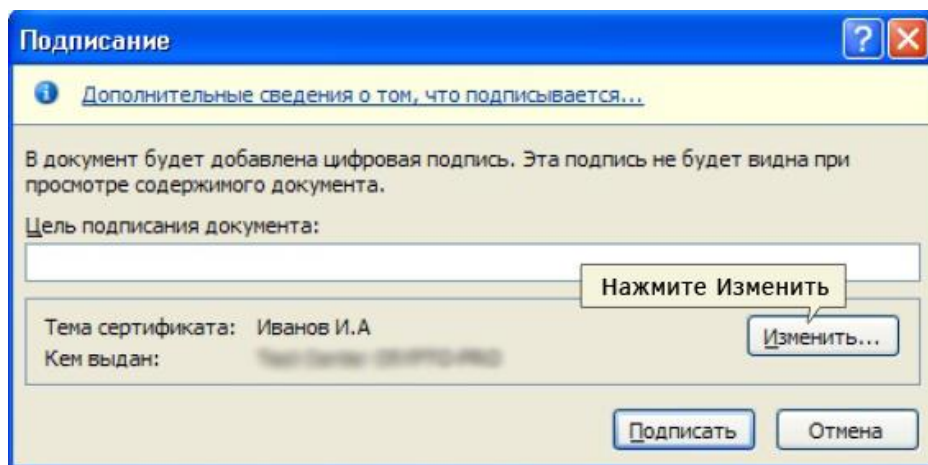 Подписание
Дополнительные сведения о том, что подписывается...
В документ будет добавлена цифровая подпись. Эта подпись не будет видна при
просмотре содержимого документа.
Цель подписания документа:
Нажмите Изменить
Тема сертификата: Иванов И.А
Изменить...
Кем выдан:
Подписать
Отмена